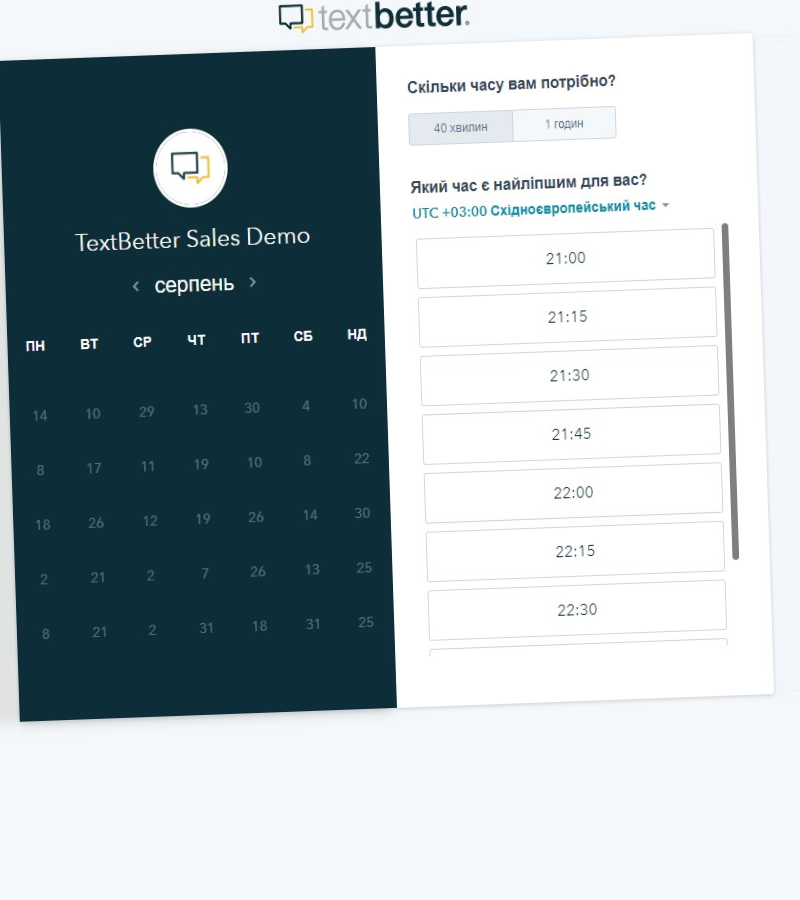 textbetter.
TextBetter Sales Demo
серпень
ПН ВТ СР ЧТ ПТ СБ НД
14 10 29 13 30 4 10
8 17 11 19 10 8 22
18 26 12 19 26 14 30
2 21 2 7 26 13 25
8 21 2 31 18 31 25
Скільки часу вам потрібно?
40 хвилин 1 годин
Який час є найліпшим для вас?
UTC +03:00 Східноєвропейський час
21:00
21:15
21:30
21:45
22:00
22:15
22:30